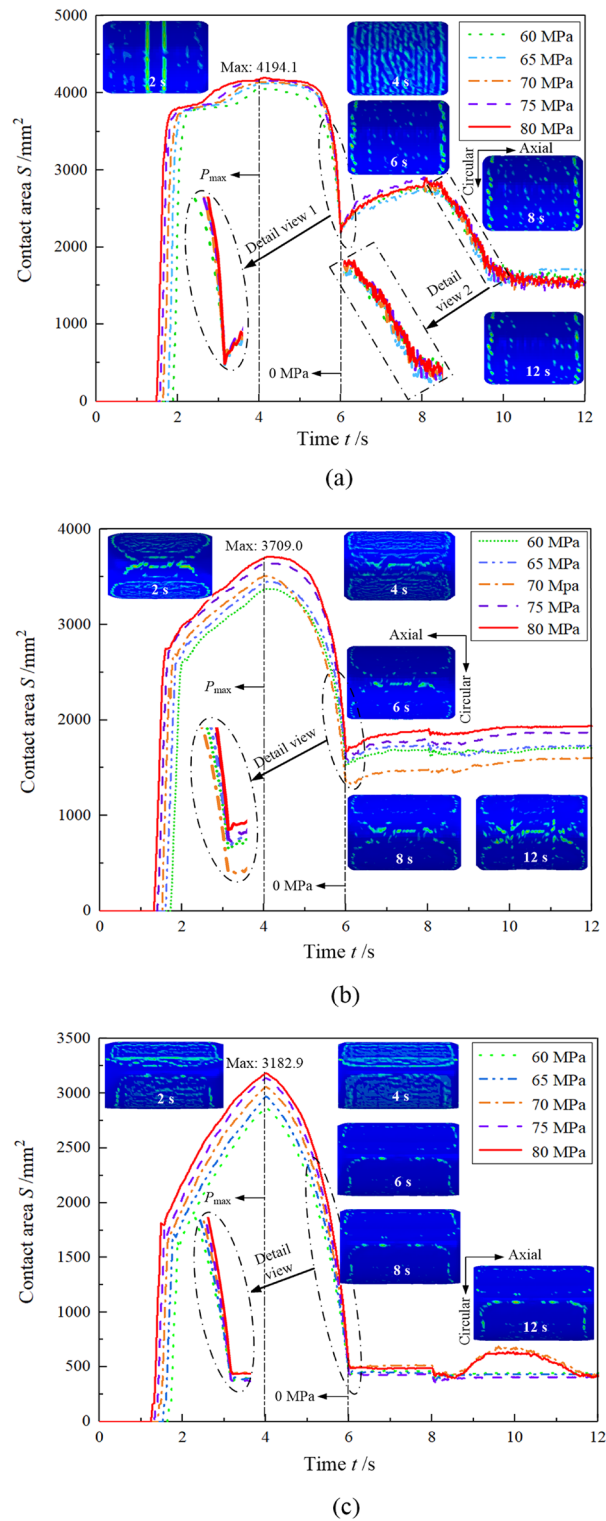 5000
4000
3000
2000
1000
0
Contact area S /mm²
0 2 4 6 8 10 12
Time t /s
Max: 4194.1
2 s
4 s
6 s
8 s
12 s
60 MPa
65 MPa
70 MPa
75 MPa
80 MPa
Circular
Axial
Pmax
Detail view 1
Detail
view 2
0 MPa
(a)
4000
3000
2000
1000
0
Contact area S /mm²
0 2 4 6 8 10 12
Time t /s
Max: 3709.0
2 s
4 s
6 s
8 s
12 s
60 MPa
65 MPa
70 Mpa
75 MPa
80 MPa
Axial
Circular
Pmax
Detail view
0 MPa
(b)
3500
3000
2500
2000
1500
1000
500
0
Contact area S /mm²
0 2 4 6 8 10 12
Time t /s
Max: 3182.9
2 s
4 s
6 s
8 s
12 s
60 MPa
65 MPa
70 MPa
75 MPa
80 MPa
Axial
Circular
Pmax
Detail
view
0 MPa
(c)